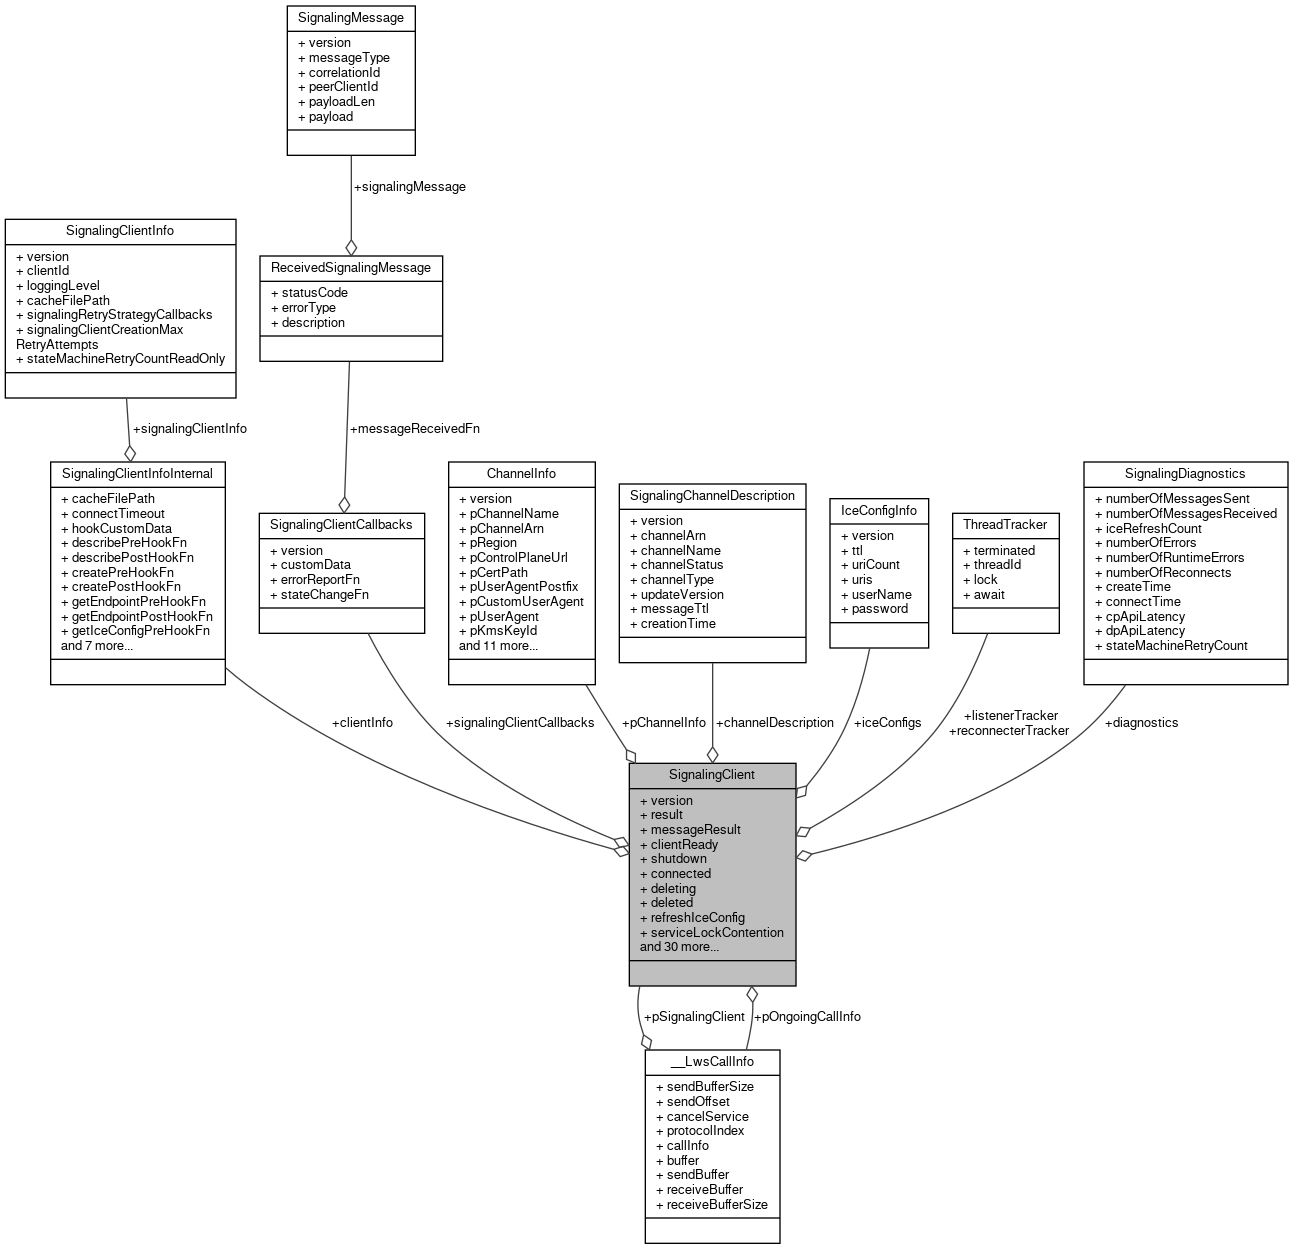 SignalingMessage
+ version
+ messageType
+ correlationId
+ peerClientId
+ payloadLen
+ payload
+signalingMessage
SignalingClientInfo
+ version
+ clientId
+ loggingLevel
+ cacheFilePath
+ signalingRetryStrategyCallbacks
+ signalingClientCreationMax
RetryAttempts
+ stateMachineRetryCountReadOnly
ReceivedSignalingMessage
+ statusCode
+ errorType
+ description
+signalingClientInfo
+messageReceivedFn
SignalingClientInfoInternal
+ cacheFilePath
+ connectTimeout
+ hookCustomData
+ describePreHookFn
+ describePostHookFn
+ createPreHookFn
+ createPostHookFn
+ getEndpointPreHookFn
+ getEndpointPostHookFn
+ getIceConfigPreHookFn
and 7 more...
SignalingClientCallbacks
+ version
+ customData
+ errorReportFn
+ stateChangeFn
ChannelInfo
+ version
+ pChannelName
+ pChannelArn
+ pRegion
+ pControlPlaneUrl
+ pCertPath
+ pUserAgentPostfix
+ pCustomUserAgent
+ pUserAgent
+ pKmsKeyId
and 11 more...
SignalingChannelDescription
+ version
+ channelArn
+ channelName
+ channelStatus
+ channelType
+ updateVersion
+ messageTtl
+ creationTime
IceConfigInfo
+ version
+ ttl
+ uriCount
+ uris
+ userName
+ password
ThreadTracker
+ terminated
+ threadId
+ lock
+ await
SignalingDiagnostics
+ numberOfMessagesSent
+ numberOfMessagesReceived
+ iceRefreshCount
+ numberOfErrors
+ numberOfRuntimeErrors
+ numberOfReconnects
+ createTime
+ connectTime
+ cpApiLatency
+ dpApiLatency
+ stateMachineRetryCount
+clientInfo
+signalingClientCallbacks
+pChannelInfo
+channelDescription
+iceConfigs
+listenerTracker
+reconnecterTracker
+diagnostics
SignalingClient
+ version
+ result
+ messageResult
+ clientReady
+ shutdown
+ connected
+ deleting
+ deleted
+ refreshIceConfig
+ serviceLockContention
and 30 more...
+pSignalingClient
+pOngoingCallInfo
__LwsCallInfo
+ sendBufferSize
+ sendOffset
+ cancelService
+ protocolIndex
+ callInfo
+ buffer
+ sendBuffer
+ receiveBuffer
+ receiveBufferSize